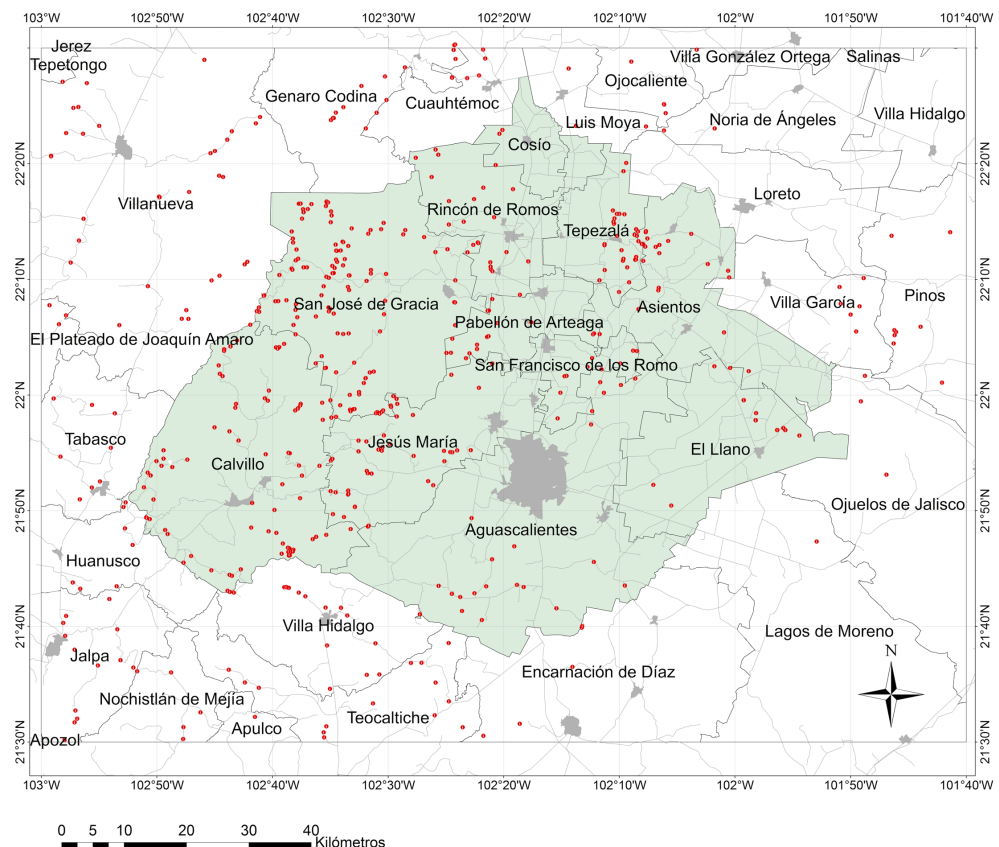 103°W 102°50'W 102°40'W 102°30'W 102°20'W 102°10'W 102°W 101°50'W 101°40'W
Jerez
Tepetongo
Villa González Ortega
Salinas
Ojocaliente
Genaro Codina
Cuauhtémoc
Villa Hidalgo
Luis Moya
Noria de Ángeles
Cosío
22°20'N
22°20'N
Villanueva
Loreto
Rincón de Romos
Tepezalá
22°10'N
22°10'N
San José de Gracia
Asientos
Villa García
Pinos
Pabellón de Arteaga
El Plateado de Joaquín Amaro
San Francisco de los Romo
22°N
22°N
Tabasco
Jesús María
El Llano
Calvillo
21°50'N
Ojuelos de Jalisco
21°50'N
Aguascalientes
Huanusco
21°40'N
Villa Hidalgo
Lagos de Moreno
21°40'N
Jalpa
N
Encarnación de Díaz
Nochistlán de Mejía
Teocaltiche
Apulco
Apozol
21°30'N
21°30'N
103°W 102°50'W 102°40'W 102°30'W 102°20'W 102°10'W 102°W 101°50'W 101°40'W
0 5 10 20 30 40
Kilómetros